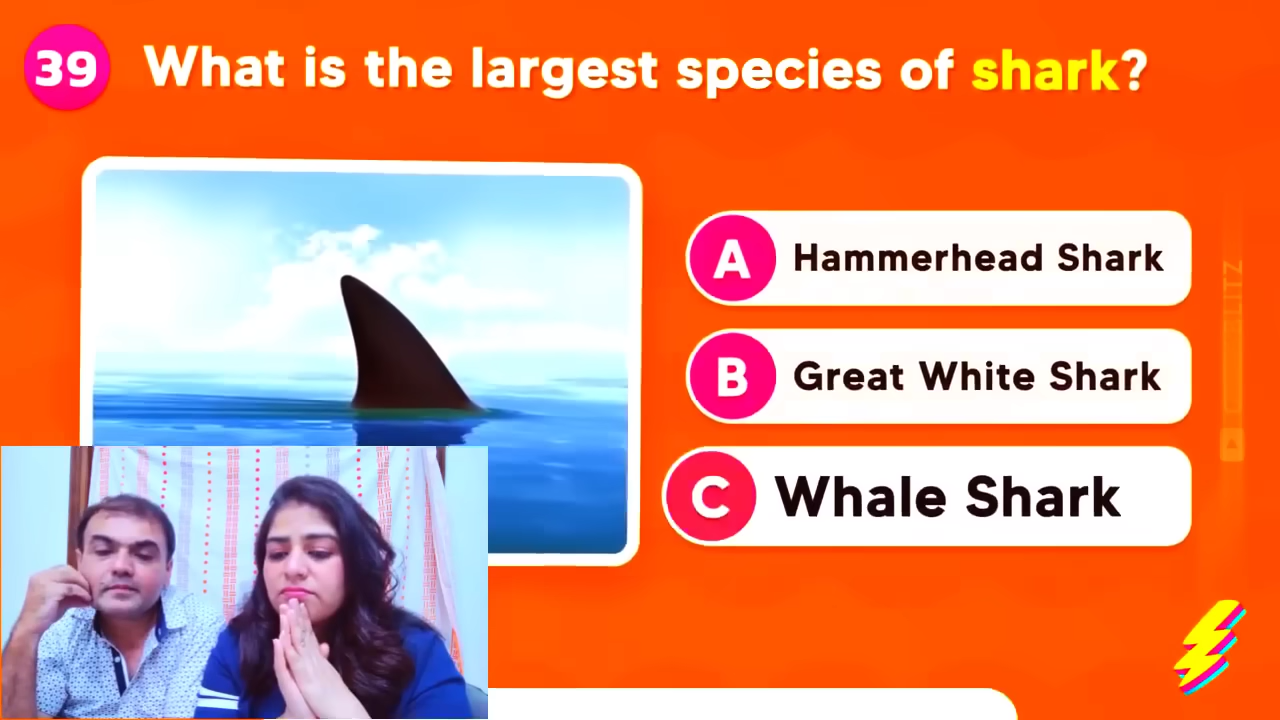 39 What is the largest species of shark?
A Hammerhead Shark
B Great White Shark
C Whale Shark